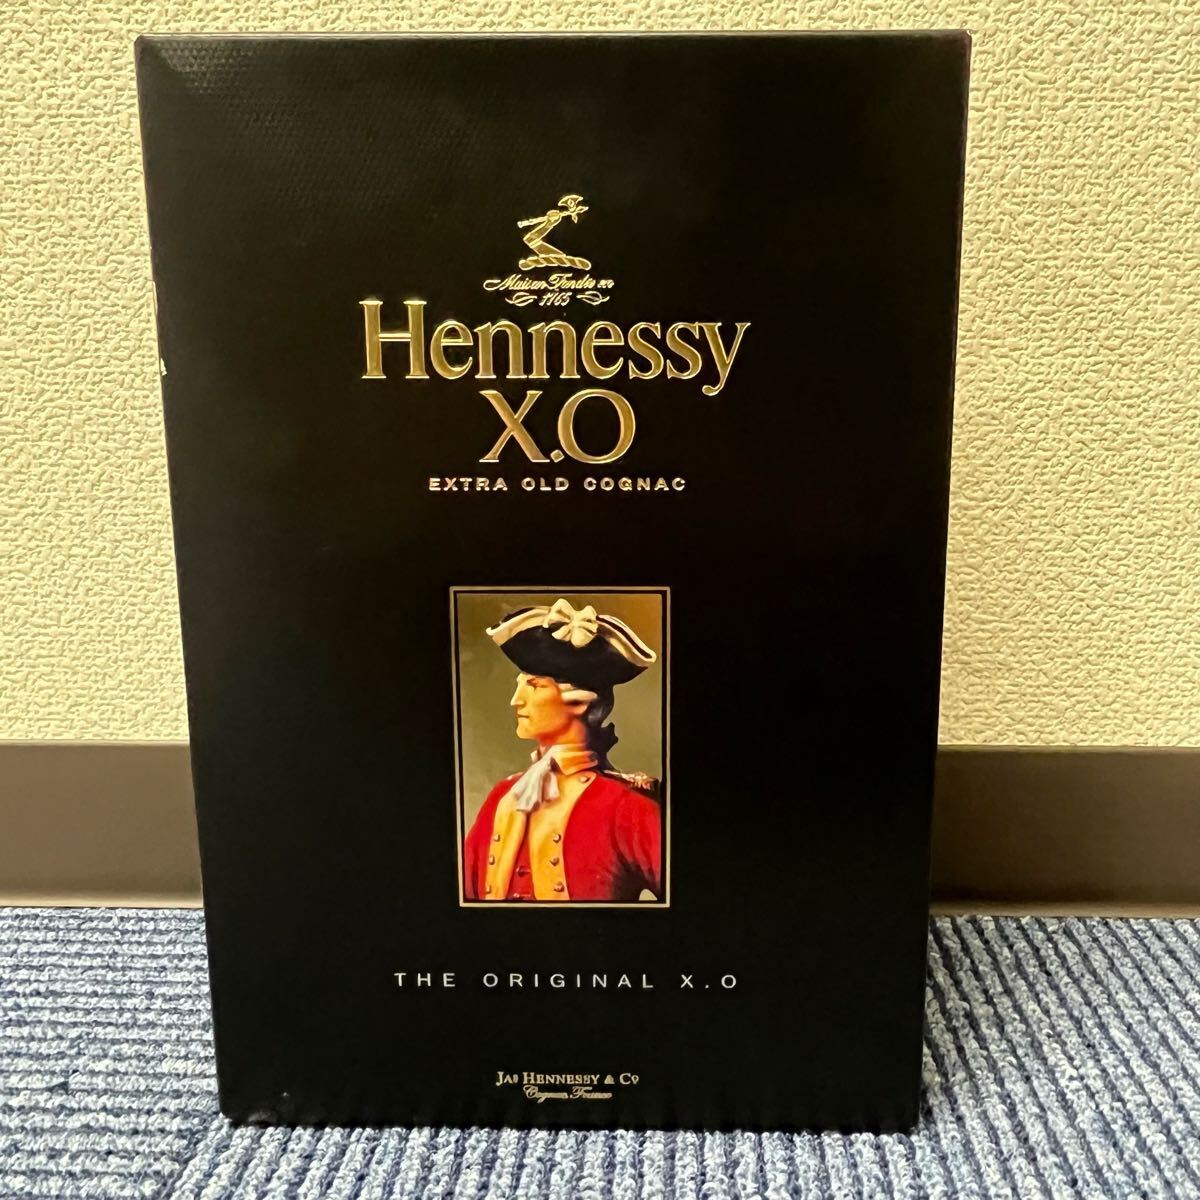 Maison Fondée en
1765
Hennessy
X.O
EXTRA OLD COGNAC
THE ORIGINAL X.O
JAS HENNESSY & CO
Cognac France